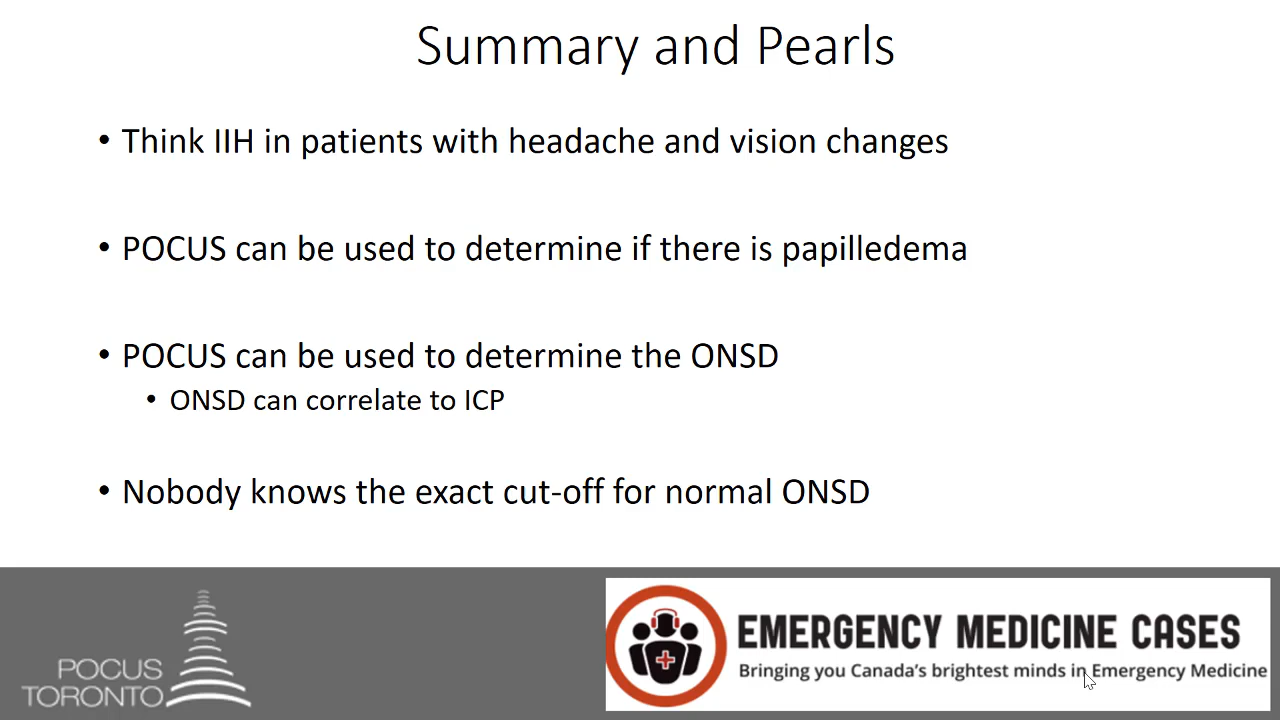 Summary and Pearls
• Think IIH in patients with headache and vision changes
• POCUS can be used to determine if there is papilledema
• POCUS can be used to determine the ONSD
• ONSD can correlate to ICP
• Nobody knows the exact cut-off for normal ONSD
POCUS
TORONTO
EMERGENCY MEDICINE CASES
Bringing you Canada's brightest minds in Emergency Medicine